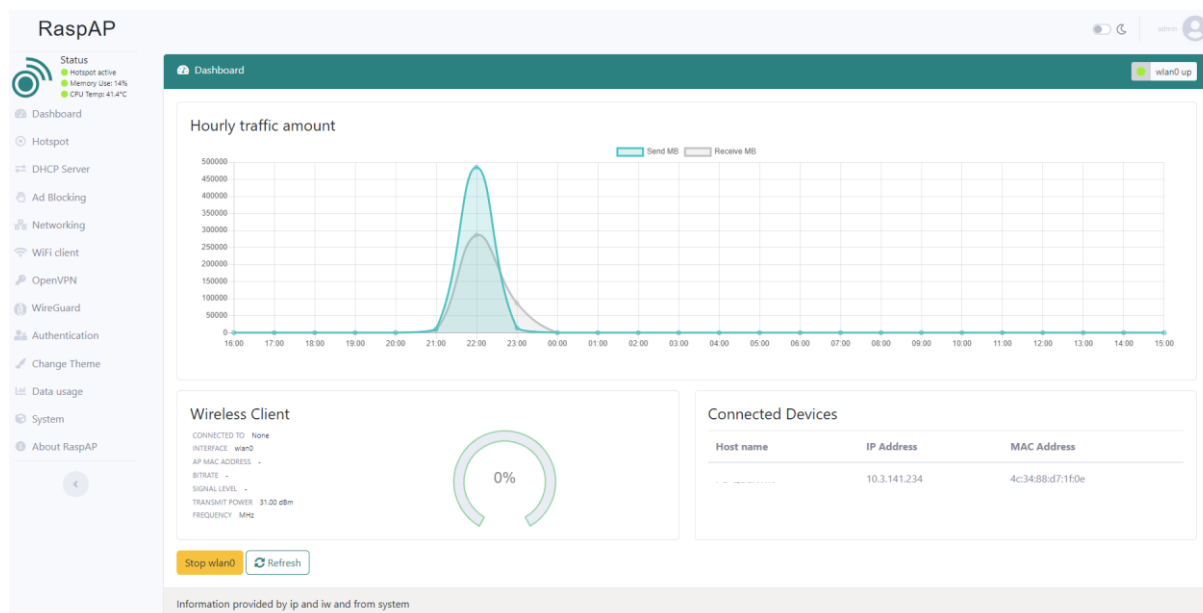 RaspAP
admin
Status
Hotspot active
Memory Use: 14%
CPU Temp: 41.4°C
Dashboard
Hotspot
DHCP Server
Ad Blocking
Networking
WiFi client
OpenVPN
WireGuard
Authentication
Change Theme
Data usage
System
About RaspAP
Dashboard
wlan0 up
Hourly traffic amount
Send MB Receive MB
500000
450000
400000
350000
300000
250000
200000
150000
100000
50000
0
16:00 17:00 18:00 19:00 20:00 21:00 22:00 23:00 00:00 01:00 02:00 03:00 04:00 05:00 06:00 07:00 08:00 09:00 10:00 11:00 12:00 13:00 14:00 15:00
Wireless Client
CONNECTED TO None
INTERFACE wlan0
AP MAC ADDRESS -
BITRATE -
SIGNAL LEVEL -
TRANSMIT POWER 31.00 dBm
FREQUENCY MHz
0%
Connected Devices
Host name IP Address MAC Address
10.3.141.234 4c:34:88:d7:1f:0e
Stop wlan0 Refresh
Information provided by ip and iw and from system